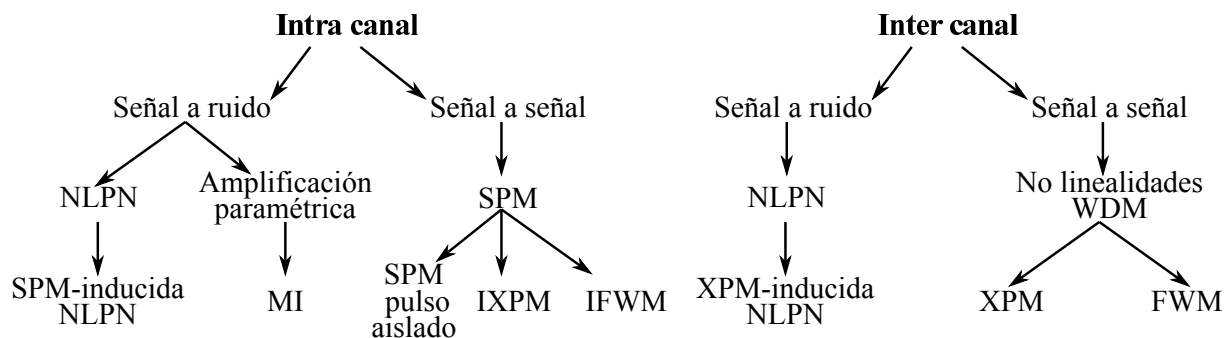 Intra canal
Inter canal
Señal a ruido
Señal a señal
Señal a ruido
Señal a señal
NLPN
Amplificación
paramétrica
SPM
NLPN
No linealidades
WDM
SPM-inducida
NLPN
MI
SPM
pulso
aislado
IXPM
IFWM
XPM-inducida
NLPN
XPM
FWM